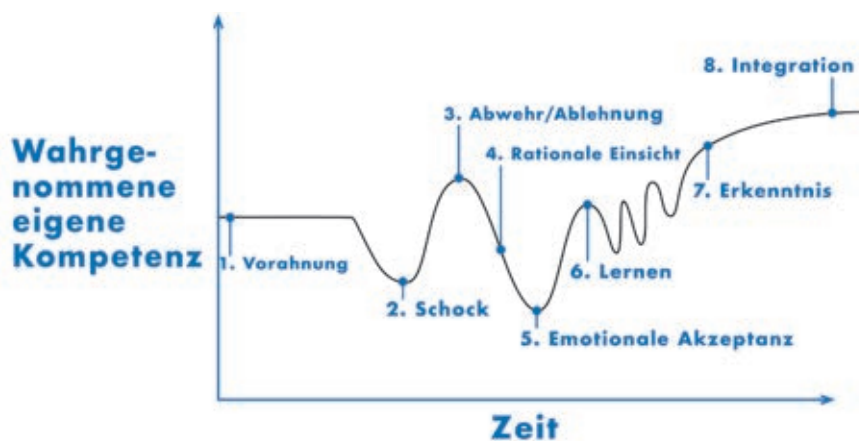 8. Integration
3. Abwehr/Ablehnung
Wahrge-
nommene
eigene
Kompetenz
4. Rationale Einsicht
7. Erkenntnis
1. Vorahnung
6. Lernen
2. Schock
5. Emotionale Akzeptanz
Zeit